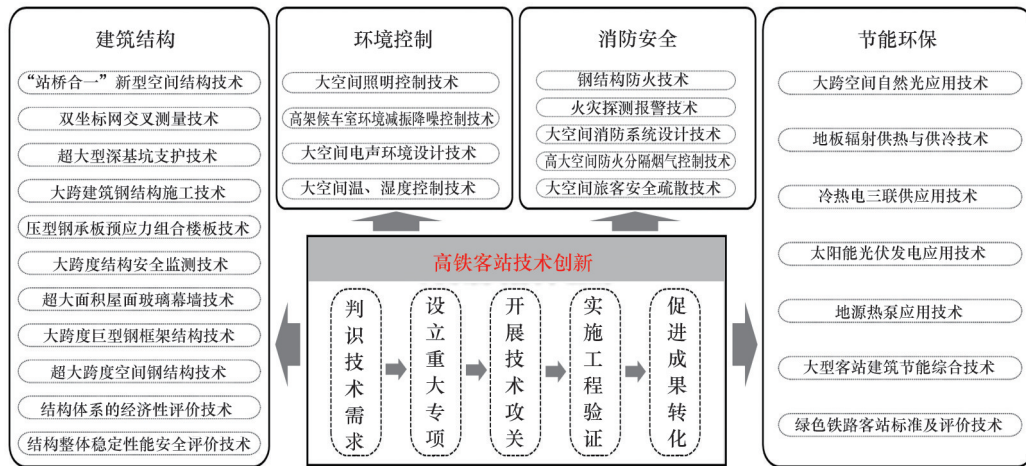 建筑结构
“站桥合一”新型空间结构技术
双坐标网交叉测量技术
超大型深基坑支护技术
大跨建筑钢结构施工技术
压型钢承板预应力组合楼板技术
大跨度结构安全监测技术
超大面积屋面玻璃幕墙技术
大跨度巨型钢框架结构技术
超大跨度空间钢结构技术
结构体系的经济性评价技术
结构整体稳定性能安全评价技术
环境控制
大空间照明控制技术
高架候车室环境减振降噪控制技术
大空间电声环境设计技术
大空间温、湿度控制技术
消防安全
钢结构防火技术
火灾探测报警技术
大空间消防系统设计技术
高大空间防火分隔烟气控制技术
大空间旅客安全疏散技术
节能环保
大跨空间自然光应用技术
地板辐射供热与供冷技术
冷热电三联供应用技术
太阳能光伏发电应用技术
地源热泵应用技术
大型客站建筑节能综合技术
绿色铁路客站标准及评价技术
高铁客站技术创新
判识技术需求
设立重大专项
开展技术攻关
实施工程验证
促进成果转化